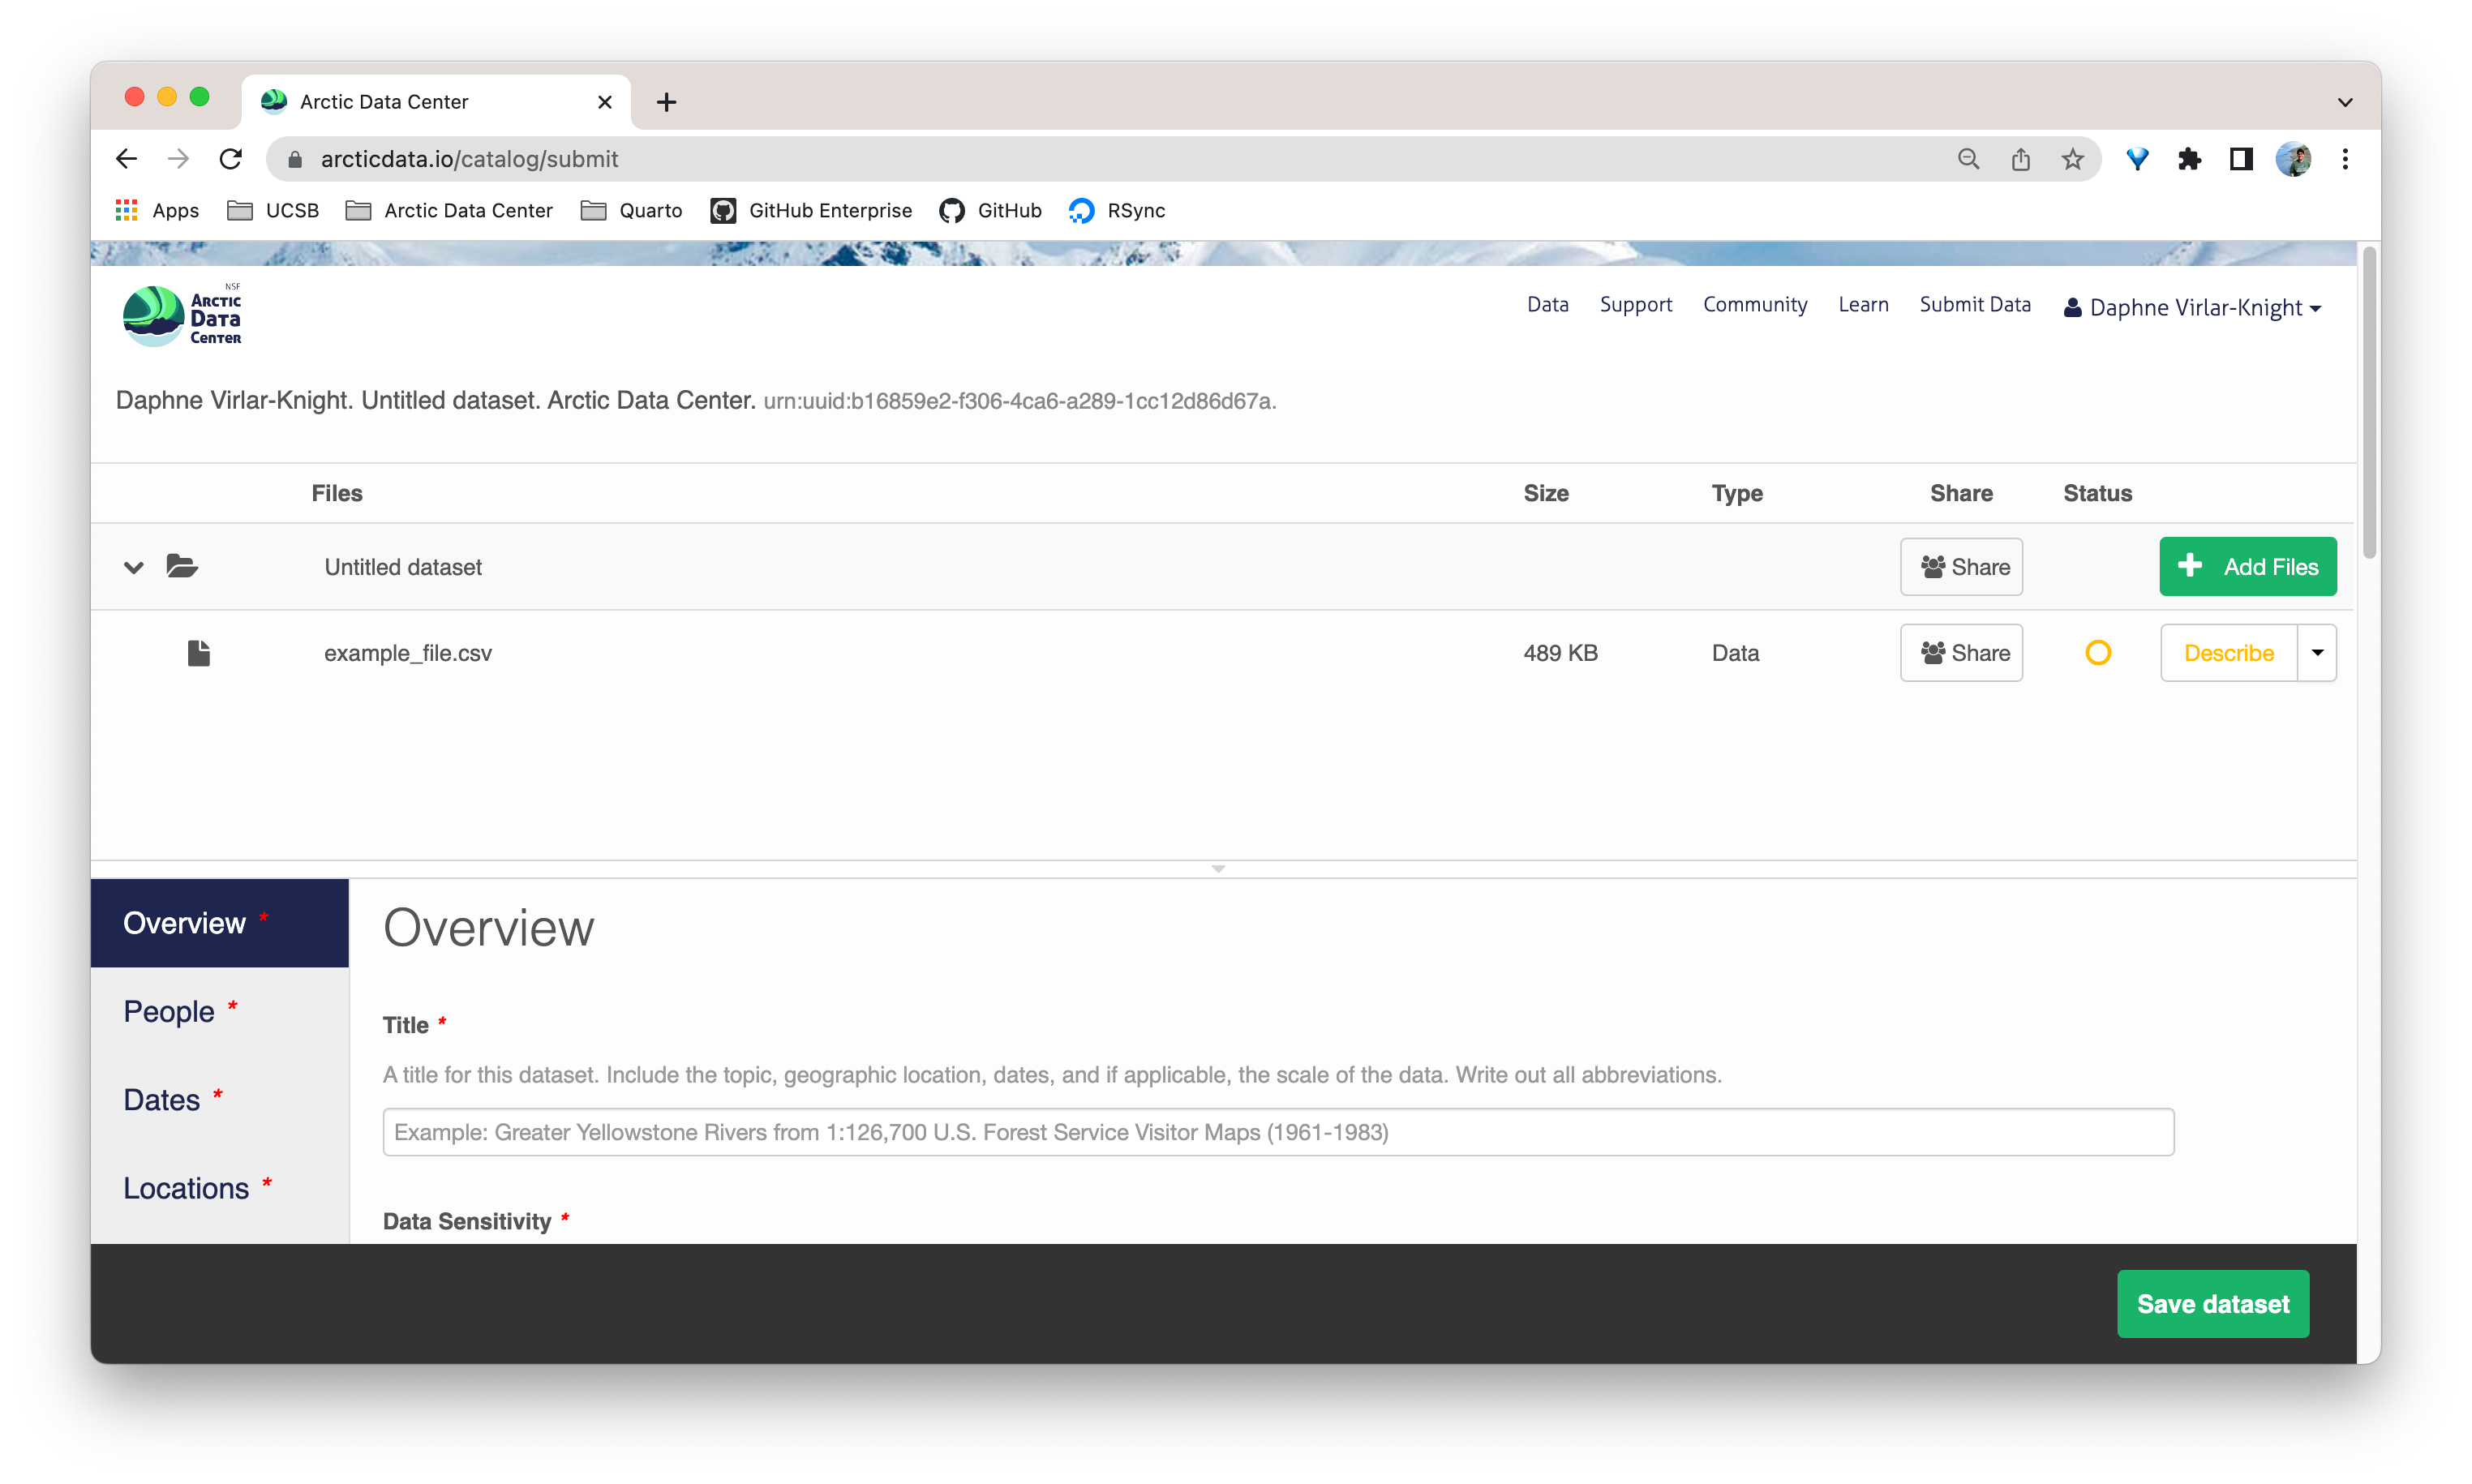 Arctic Data Center
arcticdata.io/catalog/submit
Apps UCSB Arctic Data Center Quarto GitHub Enterprise GitHub RSync
NSF
Arctic
Data
Center
Data Support Community Learn Submit Data Daphne Virlar-Knight
Daphne Virlar-Knight. Untitled dataset. Arctic Data Center. urn:uuid:b16859e2-f306-4ca6-a289-1cc12d86d67a.
Files Size Type Share Status
Untitled dataset Share Add Files
example_file.csv 489 KB Data Share Describe
Overview *
People *
Dates *
Locations *
Overview
Title *
A title for this dataset. Include the topic, geographic location, dates, and if applicable, the scale of the data. Write out all abbreviations.
Example: Greater Yellowstone Rivers from 1:126,700 U.S. Forest Service Visitor Maps (1961-1983)
Data Sensitivity *
Save dataset